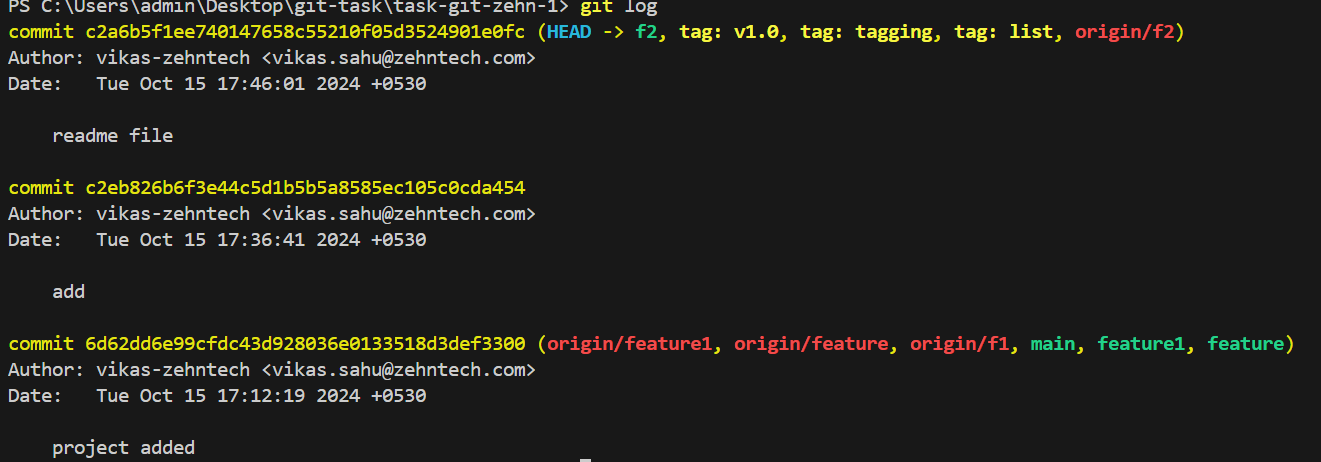 PS C:\Users\admin\Desktop\git-task\task-git-zehn-1> git log
commit c2a6b5f1ee740147658c55210f05d3524901e0fc (HEAD -> f2, tag: v1.0, tag: tagging, tag: list, origin/f2)
Author: vikas-zehntech <vikas.sahu@zehntech.com>
Date:   Tue Oct 15 17:46:01 2024 +0530
readme file
commit c2eb826b6f3e44c5d1b5b5a8585ec105c0cda454
Author: vikas-zehntech <vikas.sahu@zehntech.com>
Date:   Tue Oct 15 17:36:41 2024 +0530
add
commit 6d62dd6e99cfdc43d928036e0133518d3def3300 (origin/feature1, origin/feature, origin/f1, main, feature1, feature)
Author: vikas-zehntech <vikas.sahu@zehntech.com>
Date:   Tue Oct 15 17:12:19 2024 +0530
project added